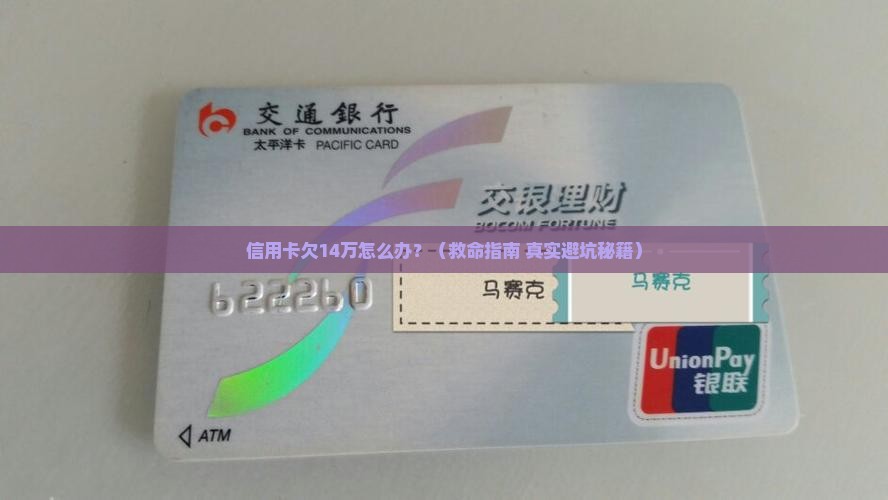 交通銀行
BANK OF COMMUNICATIONS
太平洋卡 PACIFIC CARD
交银理财
BOCOM FORTUNE
信用卡欠14万怎么办？（救命指南 真实避坑秘籍）
622260
马赛克
马赛克
UnionPay
银联
ATM